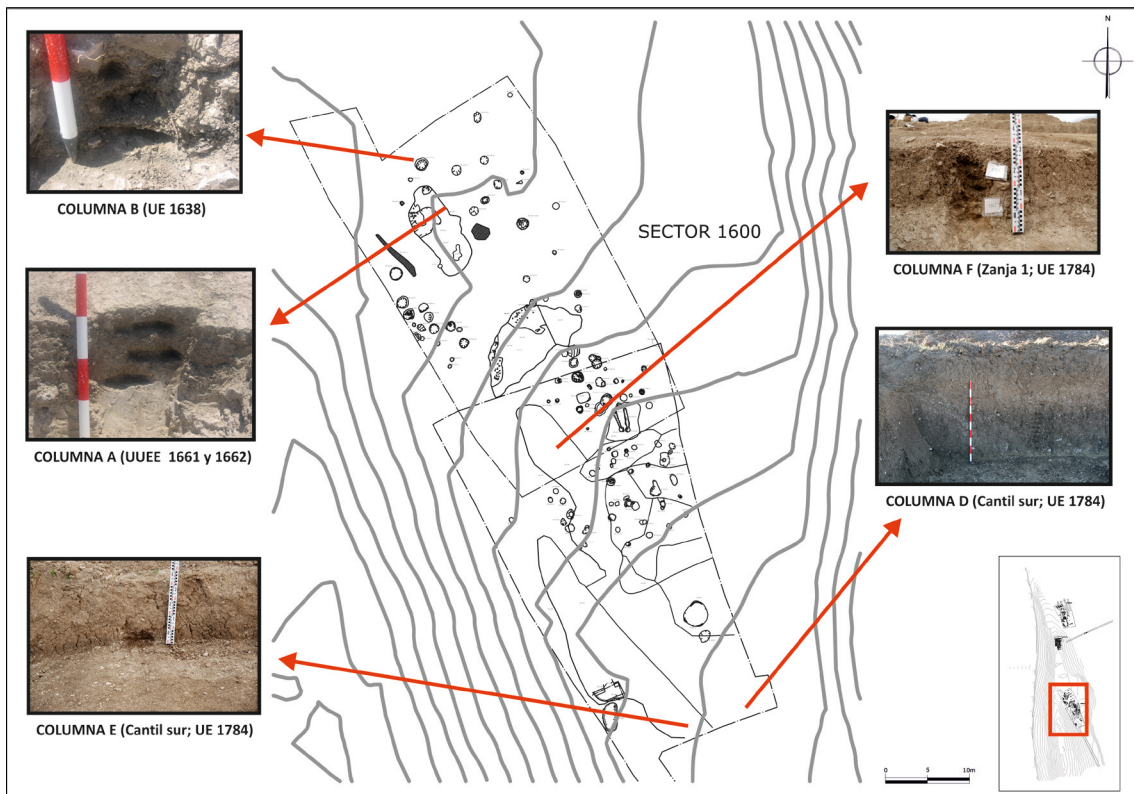 N
COLUMNA B (UE 1638)
SECTOR 1600
COLUMNA F (Zanja 1; UE 1784)
COLUMNA A (UUEE 1661 y 1662)
COLUMNA D (Cantil sur; UE 1784)
COLUMNA E (Cantil sur; UE 1784)
0 5 10m